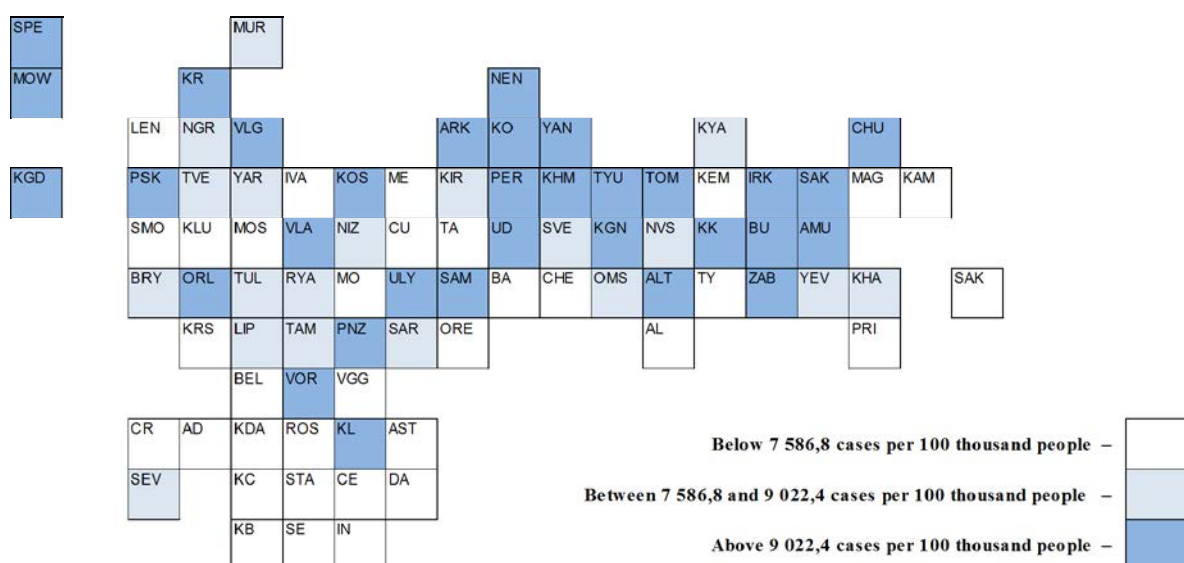 SPE MUR
MOW KR NEN
LEN NGR VLG ARK KO YAN KYA CHU
KGD PSK TVE YAR IVA KOS ME KIR PER KHM TYU TOM KEM IRK SAK MAG KAM
SMO KLU MOS VLA NIZ CU TA UD SVE KGN NVS KK BU AMU
BRY ORL TUL RYA MO ULY SAM BA CHE OMS ALT TY ZAB YEV KHA SAK
KRS LIP TAM PNZ SAR ORE AL PRI
BEL VOR VGG
CR AD KDA ROS KL AST
Below 7 586,8 cases per 100 thousand people –
SEV KC STA CE DA
Between 7 586,8 and 9 022,4 cases per 100 thousand people –
KB SE IN
Above 9 022,4 cases per 100 thousand people –